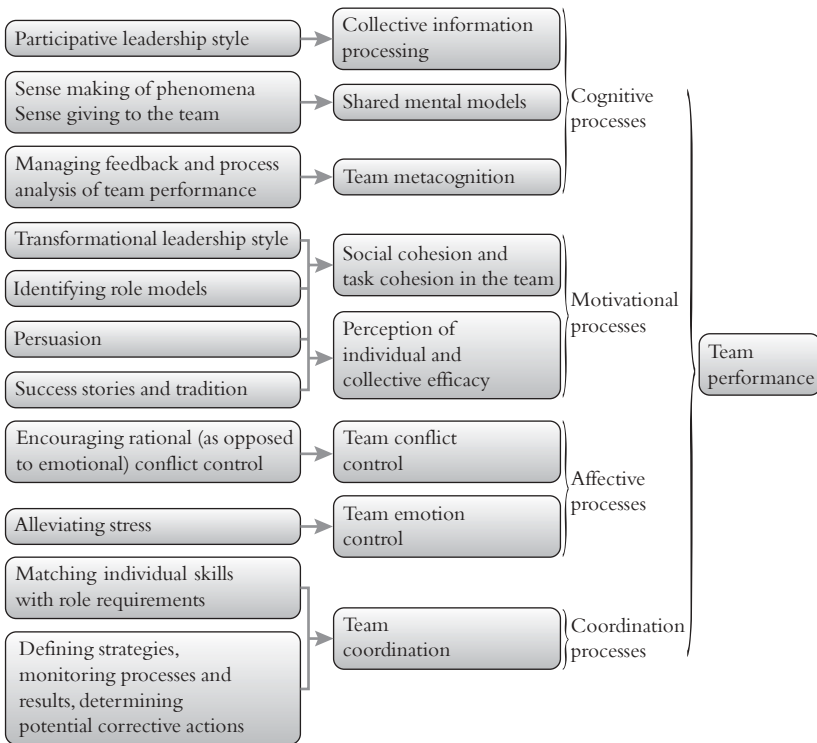 Participative leadership style
Collective information
processing
Sense making of phenomena
Sense giving to the team
Shared mental models
Managing feedback and process
analysis of team performance
Team metacognition
Cognitive
processes
Transformational leadership style
Identifying role models
Persuasion
Success stories and tradition
Social cohesion and
task cohesion in the team
Perception of
individual and
collective efficacy
Motivational
processes
Encouraging rational (as opposed
to emotional) conflict control
Team conflict
control
Alleviating stress
Team emotion
control
Affective
processes
Matching individual skills
with role requirements
Defining strategies,
monitoring processes and
results, determining
potential corrective actions
Team
coordination
Coordination
processes
Team
performance